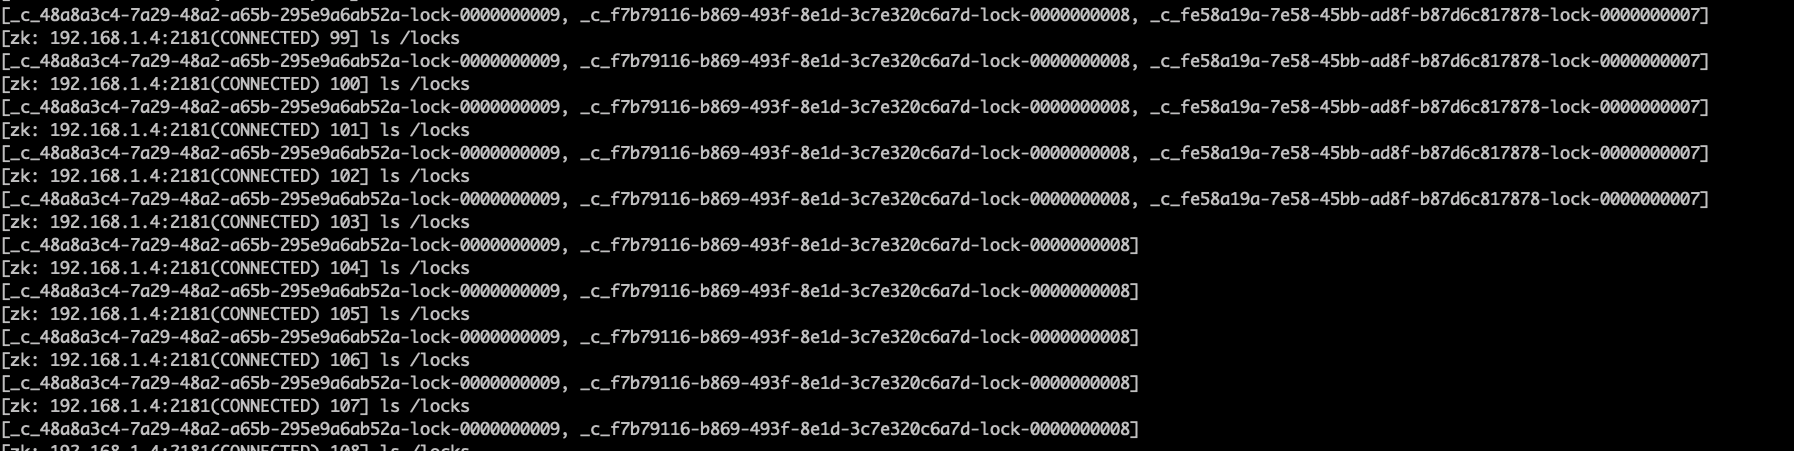 [_c_48a8a3c4-7a29-48a2-a65b-295e9a6ab52a-lock-0000000009, _c_f7b79116-b869-493f-8e1d-3c7e320c6a7d-lock-0000000008, _c_fe58a19a-7e58-45bb-ad8f-b87d6c817878-lock-0000000007]
[zk: 192.168.1.4:2181(CONNECTED) 99] ls /locks
[_c_48a8a3c4-7a29-48a2-a65b-295e9a6ab52a-lock-0000000009, _c_f7b79116-b869-493f-8e1d-3c7e320c6a7d-lock-0000000008, _c_fe58a19a-7e58-45bb-ad8f-b87d6c817878-lock-0000000007]
[zk: 192.168.1.4:2181(CONNECTED) 100] ls /locks
[_c_48a8a3c4-7a29-48a2-a65b-295e9a6ab52a-lock-0000000009, _c_f7b79116-b869-493f-8e1d-3c7e320c6a7d-lock-0000000008, _c_fe58a19a-7e58-45bb-ad8f-b87d6c817878-lock-0000000007]
[zk: 192.168.1.4:2181(CONNECTED) 101] ls /locks
[_c_48a8a3c4-7a29-48a2-a65b-295e9a6ab52a-lock-0000000009, _c_f7b79116-b869-493f-8e1d-3c7e320c6a7d-lock-0000000008, _c_fe58a19a-7e58-45bb-ad8f-b87d6c817878-lock-0000000007]
[zk: 192.168.1.4:2181(CONNECTED) 102] ls /locks
[_c_48a8a3c4-7a29-48a2-a65b-295e9a6ab52a-lock-0000000009, _c_f7b79116-b869-493f-8e1d-3c7e320c6a7d-lock-0000000008, _c_fe58a19a-7e58-45bb-ad8f-b87d6c817878-lock-0000000007]
[zk: 192.168.1.4:2181(CONNECTED) 103] ls /locks
[_c_48a8a3c4-7a29-48a2-a65b-295e9a6ab52a-lock-0000000009, _c_f7b79116-b869-493f-8e1d-3c7e320c6a7d-lock-0000000008]
[zk: 192.168.1.4:2181(CONNECTED) 104] ls /locks
[_c_48a8a3c4-7a29-48a2-a65b-295e9a6ab52a-lock-0000000009, _c_f7b79116-b869-493f-8e1d-3c7e320c6a7d-lock-0000000008]
[zk: 192.168.1.4:2181(CONNECTED) 105] ls /locks
[_c_48a8a3c4-7a29-48a2-a65b-295e9a6ab52a-lock-0000000009, _c_f7b79116-b869-493f-8e1d-3c7e320c6a7d-lock-0000000008]
[zk: 192.168.1.4:2181(CONNECTED) 106] ls /locks
[_c_48a8a3c4-7a29-48a2-a65b-295e9a6ab52a-lock-0000000009, _c_f7b79116-b869-493f-8e1d-3c7e320c6a7d-lock-0000000008]
[zk: 192.168.1.4:2181(CONNECTED) 107] ls /locks
[_c_48a8a3c4-7a29-48a2-a65b-295e9a6ab52a-lock-0000000009, _c_f7b79116-b869-493f-8e1d-3c7e320c6a7d-lock-0000000008]
[zk: 192.168.1.4:2181(CONNECTED) 108] ls /locks